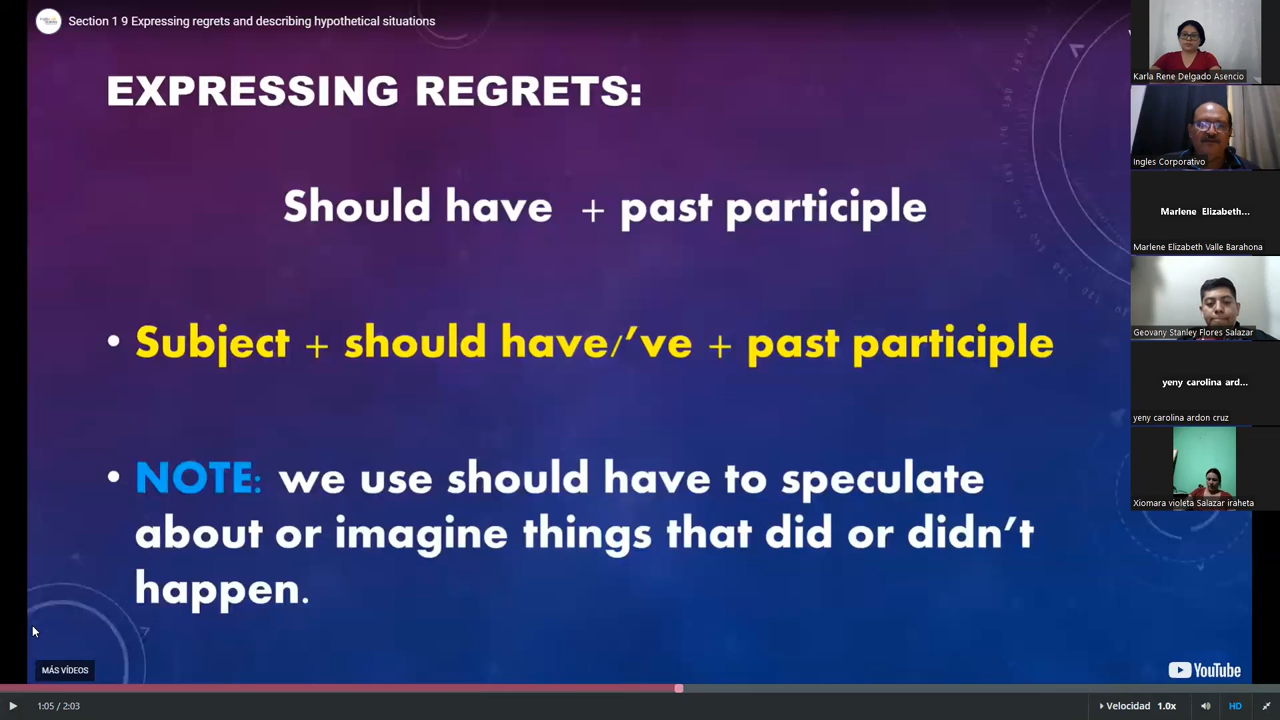 Section 1 9 Expressing regrets and describing hypothetical situations
EXPRESSING REGRETS:
Should have + past participle
• Subject + should have/’ve + past participle
• NOTE: we use should have to speculate
about or imagine things that did or didn’t
happen.
MÁS VÍDEOS
YouTube
1:05 / 2:03
Velocidad 1.0x
HD
Karla Rene Delgado Asencio
Ingles Corporativo
Marlene Elizabeth...
Marlene Elizabeth Valle Barahona
Geovany Stanley Flores Salazar
yeny carolina ard...
yeny carolina ardon cruz
Xiomara violeta Salazar iraheta